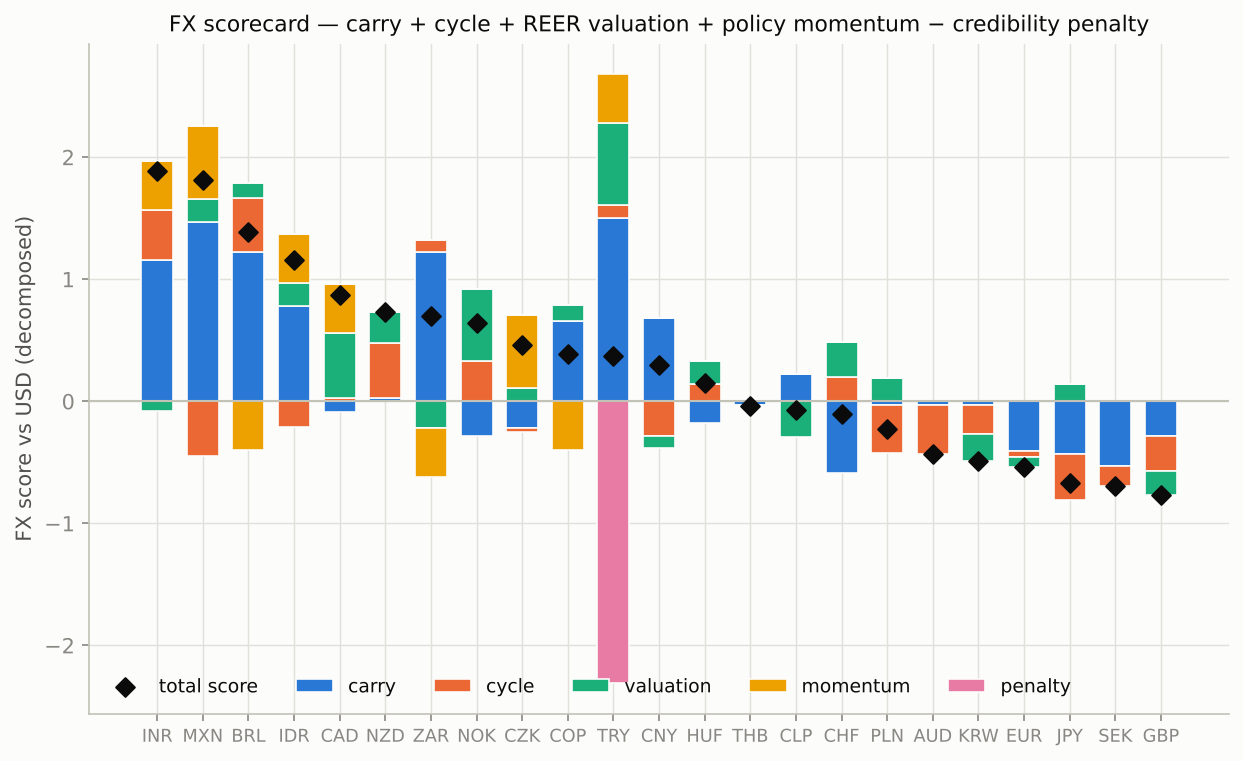 FX scorecard — carry + cycle + REER valuation + policy momentum − credibility penalty
FX score vs USD (decomposed)
2
1
0
−1
−2
total score carry cycle valuation momentum penalty
INR MXN BRL IDR CAD NZD ZAR NOK CZK COP TRY CNY HUF THB CLP CHF PLN AUD KRW EUR JPY SEK GBP